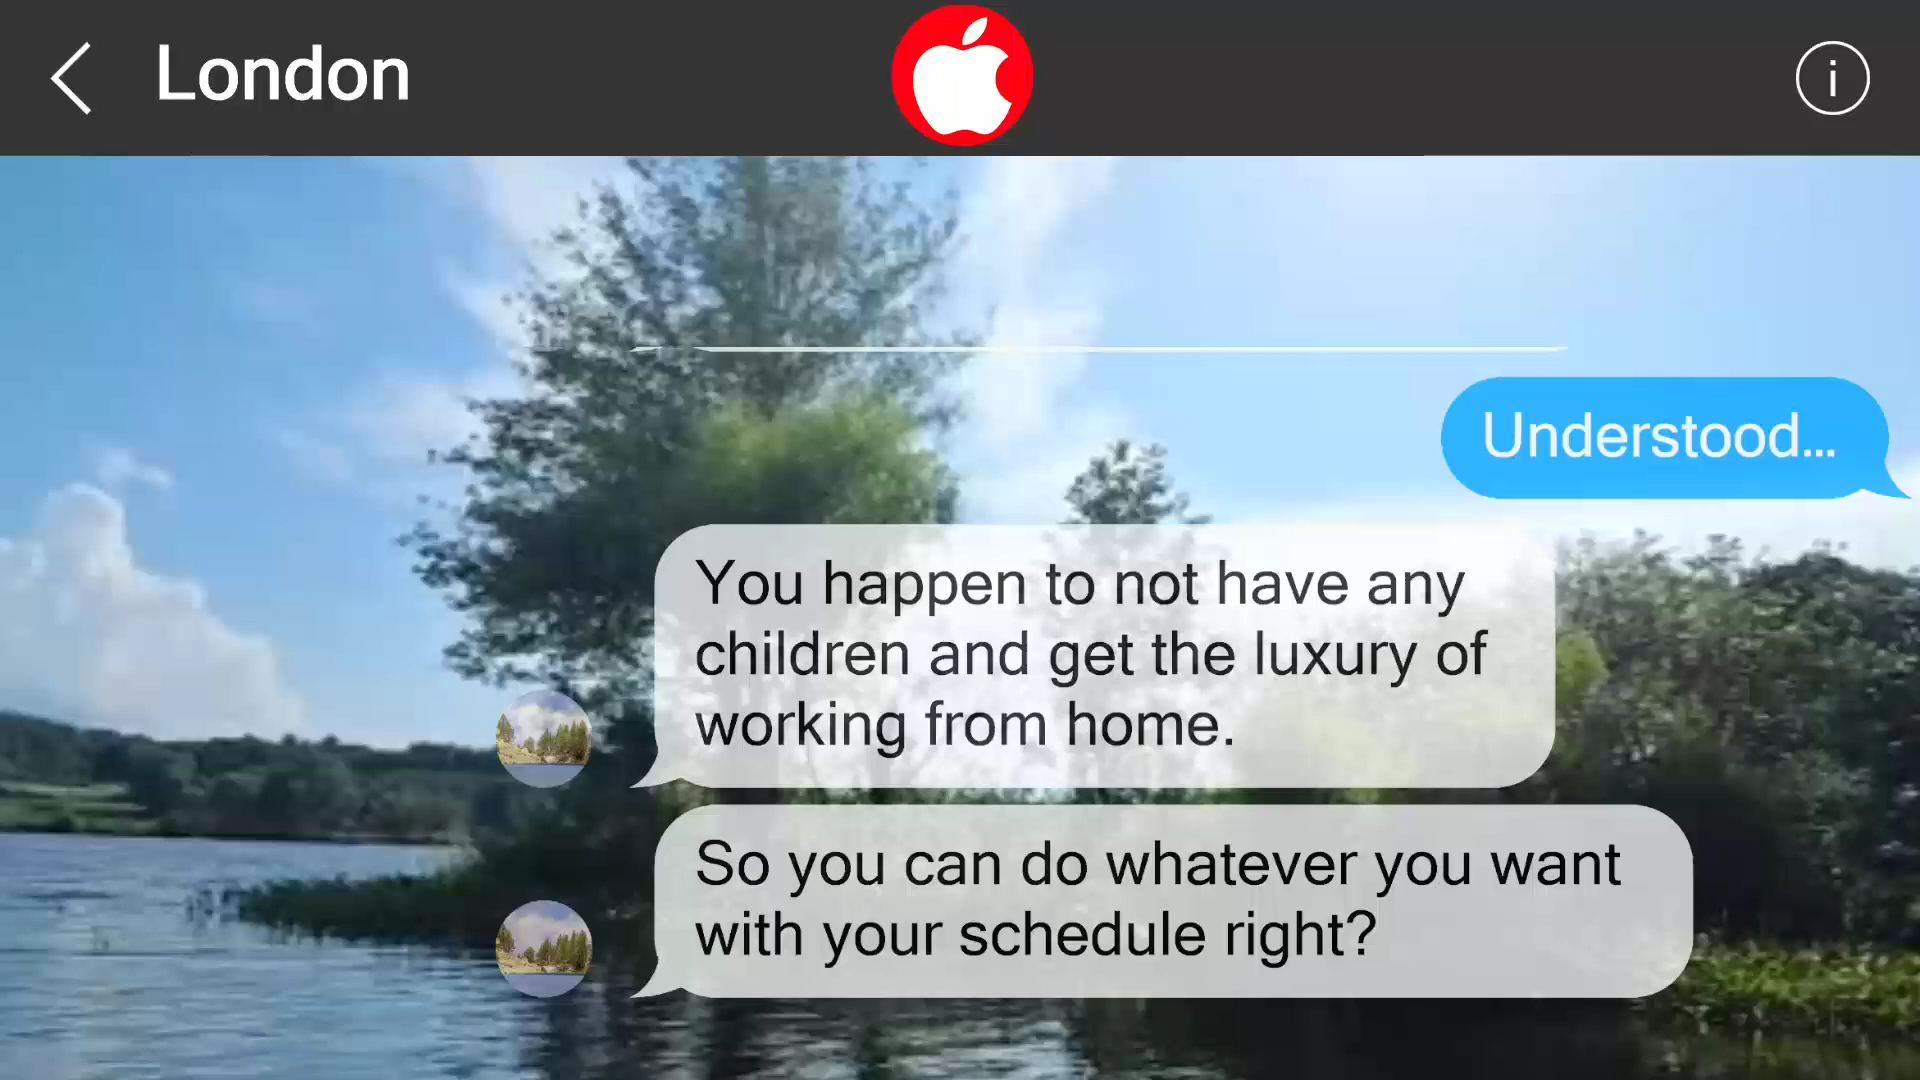 London
i
Understood...
You happen to not have any
children and get the luxury of
working from home.
So you can do whatever you want
with your schedule right?